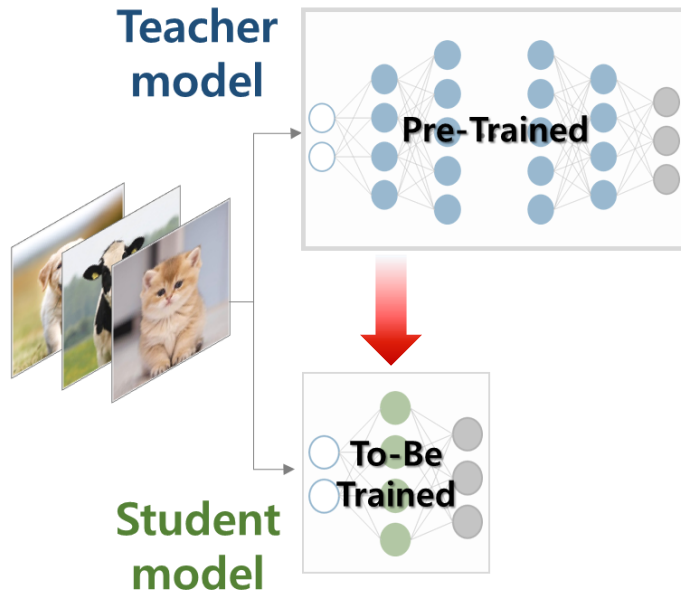 Teacher
model
Pre-Trained
To-Be
Trained
Student
model